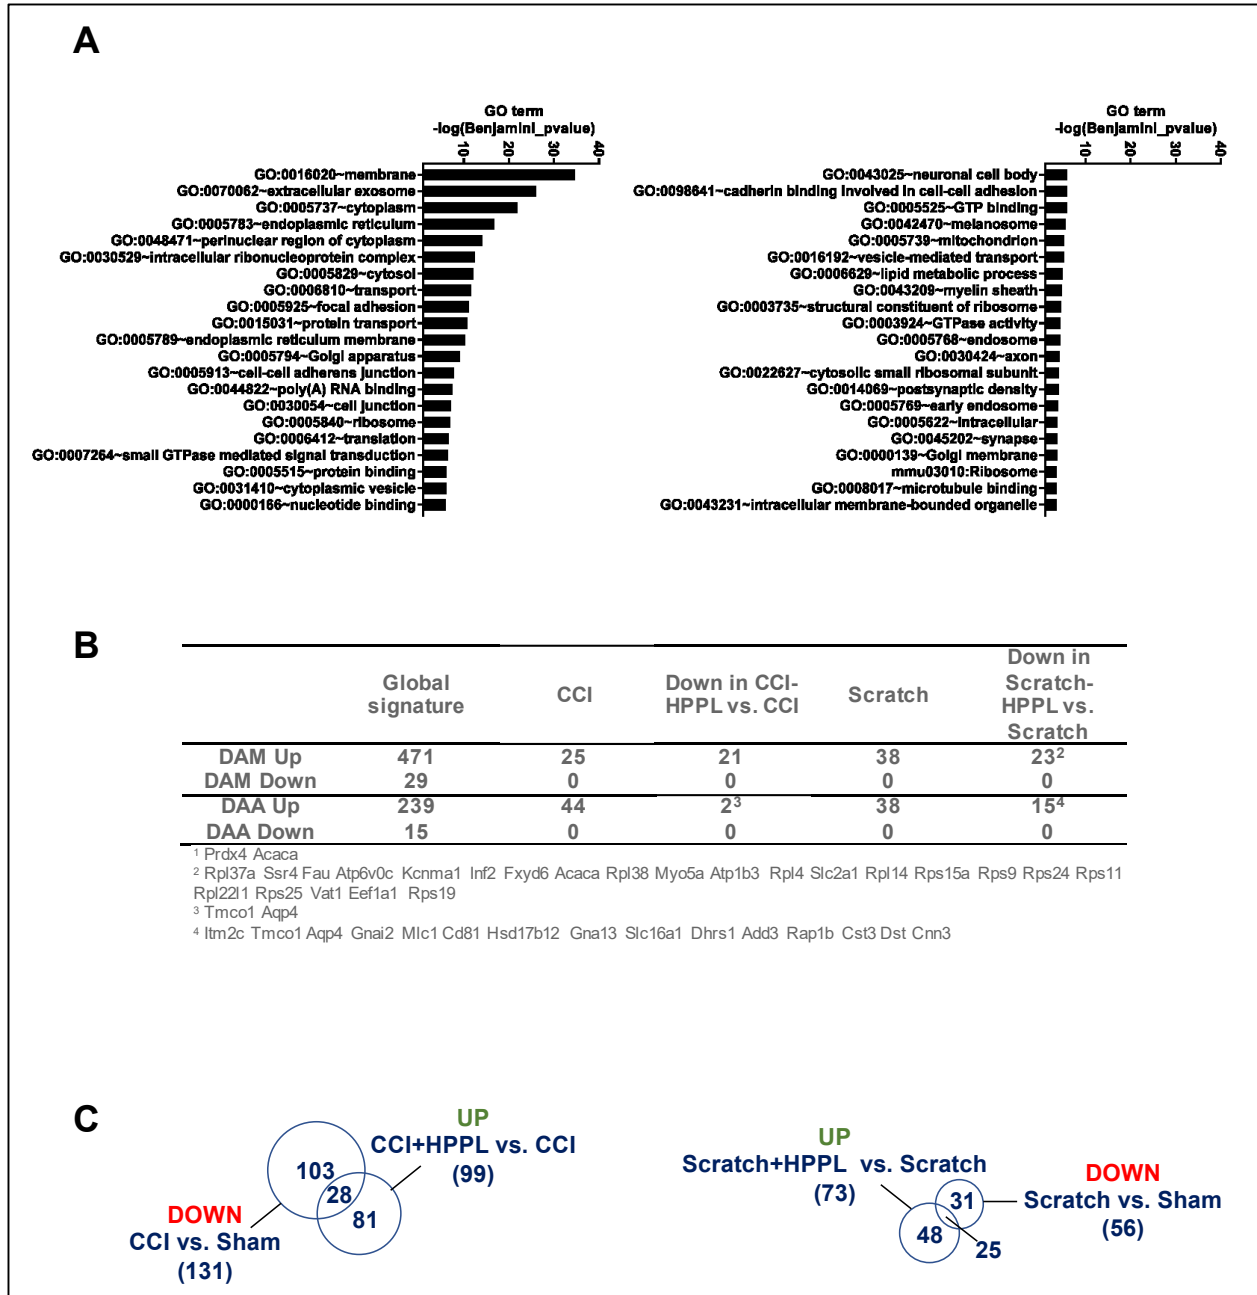 A
GO term
-log(Benjamini_pvalue)
10 20 30 40
GO:0016020~membrane
GO:0070062~extracellular exosome
GO:0005737~cytoplasm
GO:0005783~endoplasmic reticulum
GO:0048471~perinuclear region of cytoplasm
GO:0030529~intracellular ribonucleoprotein complex
GO:0005829~cytosol
GO:0006810~transport
GO:0005925~focal adhesion
GO:0015031~protein transport
GO:0005789~endoplasmic reticulum membrane
GO:0005794~Golgi apparatus
GO:0005913~cell-cell adherens junction
GO:0044822~poly(A) RNA binding
GO:0030054~cell junction
GO:0005840~ribosome
GO:0006412~translation
GO:0007264~small GTPase mediated signal transduction
GO:0005515~protein binding
GO:0031410~cytoplasmic vesicle
GO:0000166~nucleotide binding
GO term
-log(Benjamini_pvalue)
10 20 30 40
GO:0043025~neuronal cell body
GO:0098641~cadherin binding involved in cell-cell adhesion
GO:0005525~GTP binding
GO:0042470~melanosome
GO:0005739~mitochondrion
GO:0016192~vesicle-mediated transport
GO:0006629~lipid metabolic process
GO:0043209~myelin sheath
GO:0003735~structural constituent of ribosome
GO:0003924~GTPase activity
GO:0005768~endosome
GO:0030424~axon
GO:0022627~cytosolic small ribosomal subunit
GO:0014069~postsynaptic density
GO:0005769~early endosome
GO:0005622~intracellular
GO:0045202~synapse
GO:0000139~Golgi membrane
mmu03010:Ribosome
GO:0008017~microtubule binding
GO:0043231~intracellular membrane-bounded organelle
B
Global signature CCI Down in CCI-HPPL vs. CCI Scratch Down in Scratch-HPPL vs. Scratch
DAM Up 471 25 21 38 23²
DAM Down 29 0 0 0 0
DAA Up 239 44 2³ 38 15⁴
DAA Down 15 0 0 0 0
¹ Prdx4 Acaca
² Rpl37a Ssr4 Fau Atp6v0c Kcnma1 Inf2 Fxyd6 Acaca Rpl38 Myo5a Atp1b3 Rpl4 Slc2a1 Rpl14 Rps15a Rps9 Rps24 Rps11
Rpl22l1 Rps25 Vat1 Eef1a1 Rps19
³ Tmco1 Aqp4
⁴ Itm2c Tmco1 Aqp4 Gnai2 Mlc1 Cd81 Hsd17b12 Gna13 Slc16a1 Dhrs1 Add3 Rap1b Cst3 Dst Cnn3
C
UP
CCI+HPPL vs. CCI
(99)
103
28
81
DOWN
CCI vs. Sham
(131)
UP
Scratch+HPPL vs. Scratch
(73)
DOWN
Scratch vs. Sham
(56)
31
48
25